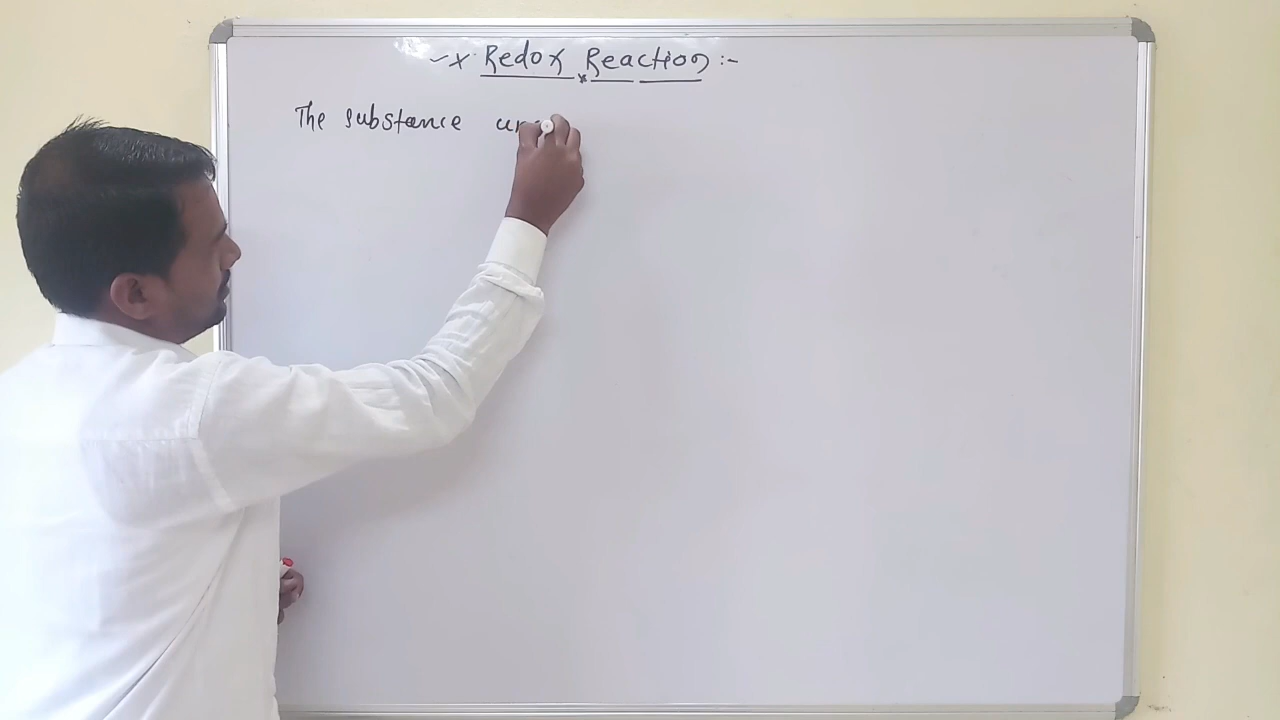 Redox Reaction :-
The substance